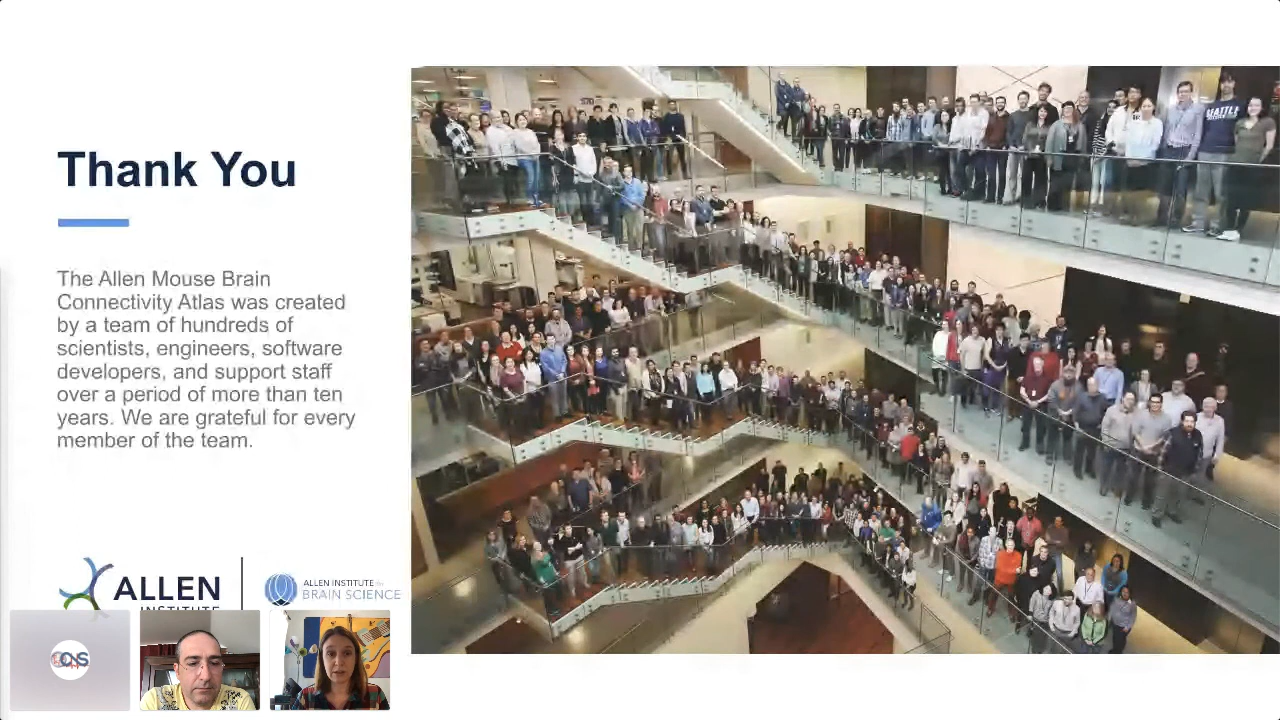 Thank You
The Allen Mouse Brain
Connectivity Atlas was created
by a team of hundreds of
scientists, engineers, software
developers, and support staff
over a period of more than ten
years. We are grateful for every
member of the team.
ALLEN
INSTITUTE
ALLEN INSTITUTE for
BRAIN SCIENCE
SEATTLE